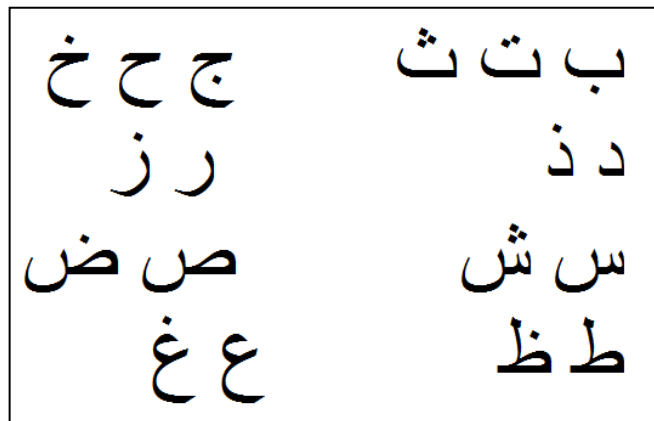 ب ت ث ج ح خ
د ذ ر ز
س ش ص ض
ط ظ ع غ